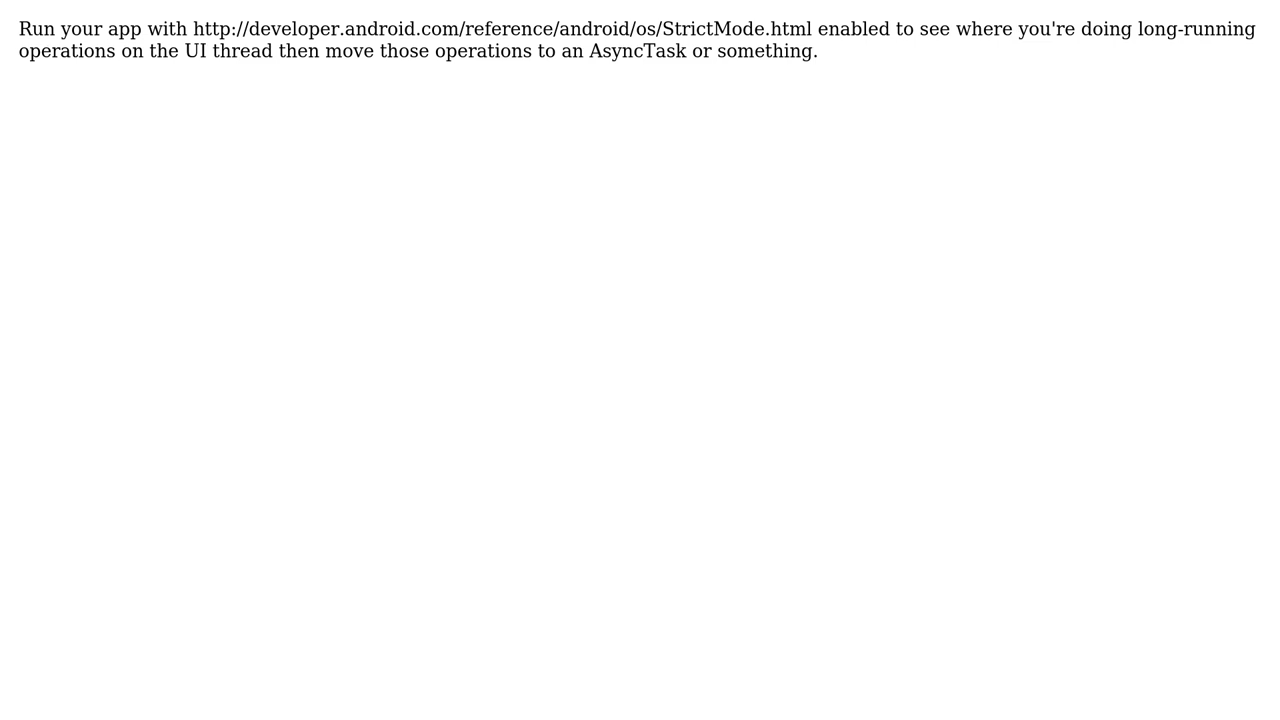 Run your app with http://developer.android.com/reference/android/os/StrictMode.html enabled to see where you're doing long-running
operations on the UI thread then move those operations to an AsyncTask or something.